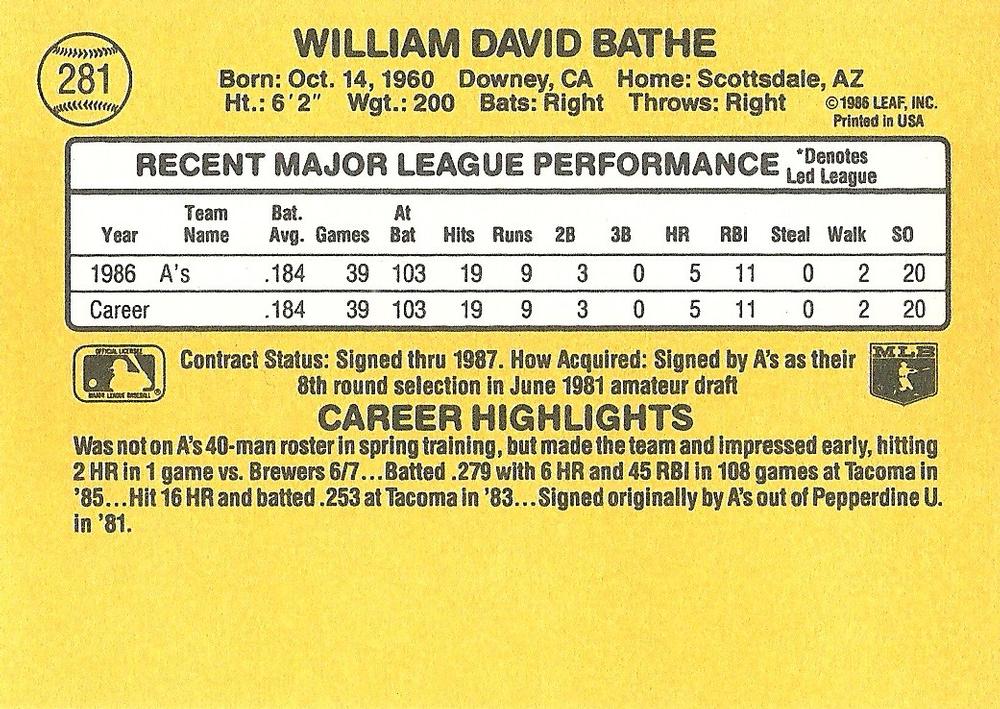 281
WILLIAM DAVID BATHE
Born: Oct. 14, 1960 Downey, CA Home: Scottsdale, AZ
Ht.: 6'2" Wgt.: 200 Bats: Right Throws: Right ©1986 LEAF, INC.
Printed in USA
RECENT MAJOR LEAGUE PERFORMANCE *Denotes
Led League
Year Team Name Bat. Avg. Games At Bat Hits Runs 2B 3B HR RBI Steal Walk SO
1986 A's .184 39 103 19 9 3 0 5 11 0 2 20
Career .184 39 103 19 9 3 0 5 11 0 2 20
OFFICIAL LICENSEE
MAJOR LEAGUE BASEBALL ®
Contract Status: Signed thru 1987. How Acquired: Signed by A's as their
8th round selection in June 1981 amateur draft
MLB
CAREER HIGHLIGHTS
Was not on A's 40-man roster in spring training, but made the team and impressed early, hitting
2 HR in 1 game vs. Brewers 6/7...Batted .279 with 6 HR and 45 RBI in 108 games at Tacoma in
'85...Hit 16 HR and batted .253 at Tacoma in '83...Signed originally by A's out of Pepperdine U.
in '81.